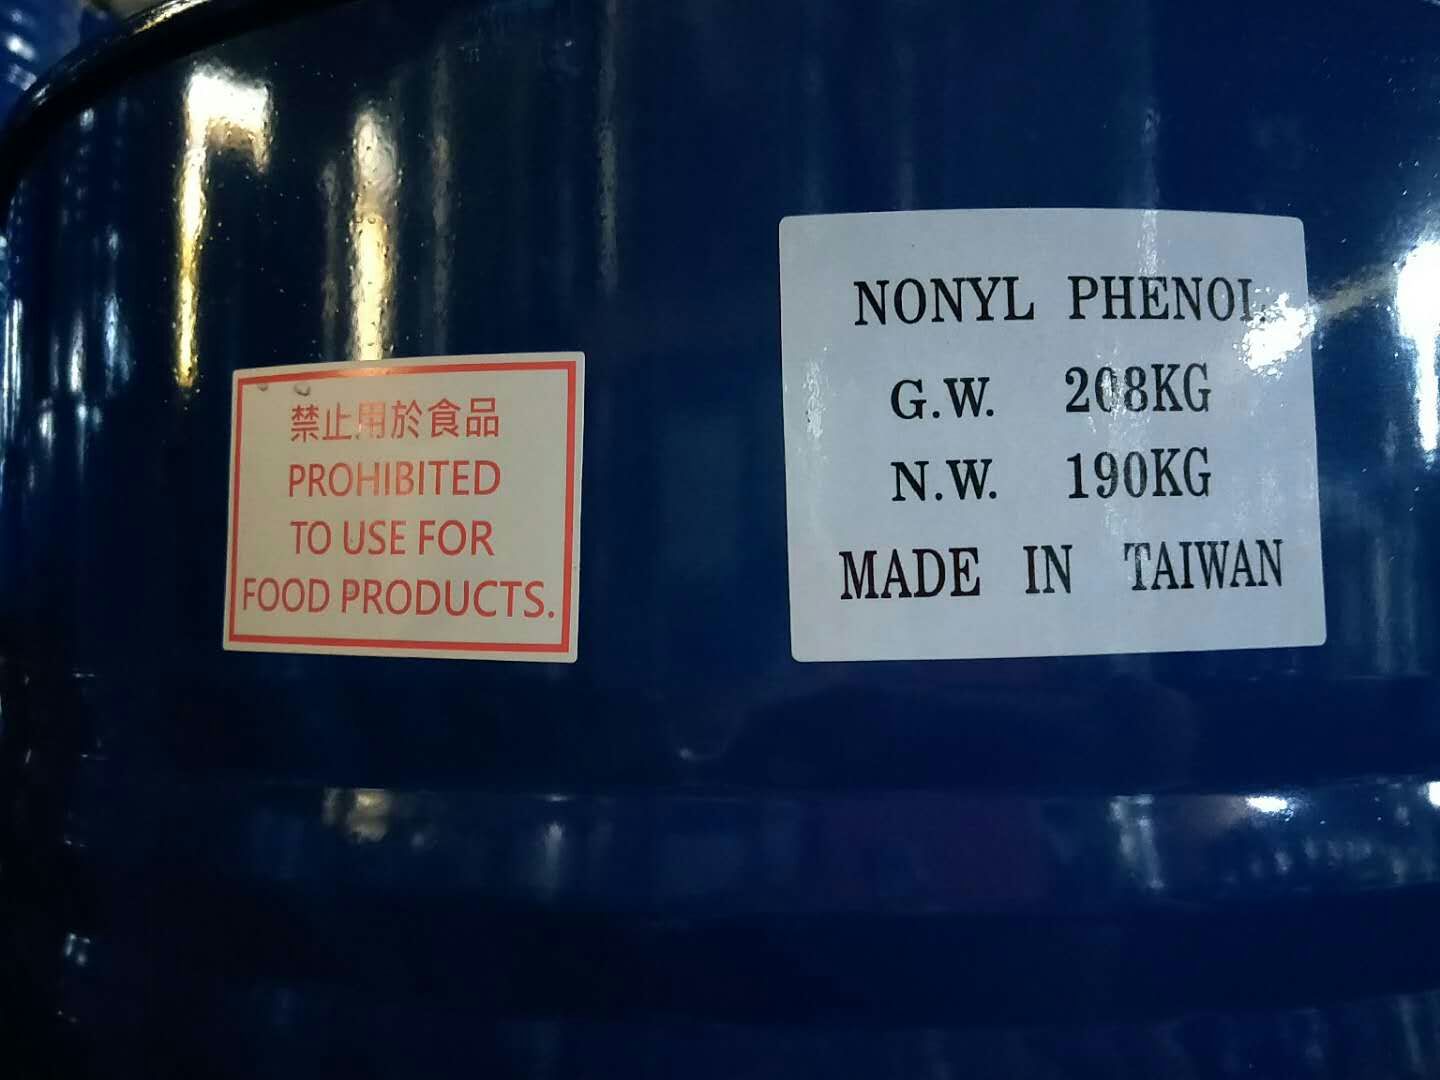 禁止用於食品
PROHIBITED
TO USE FOR
FOOD PRODUCTS.
NONYL PHENOL
G.W. 208KG
N.W. 190KG
MADE IN TAIWAN